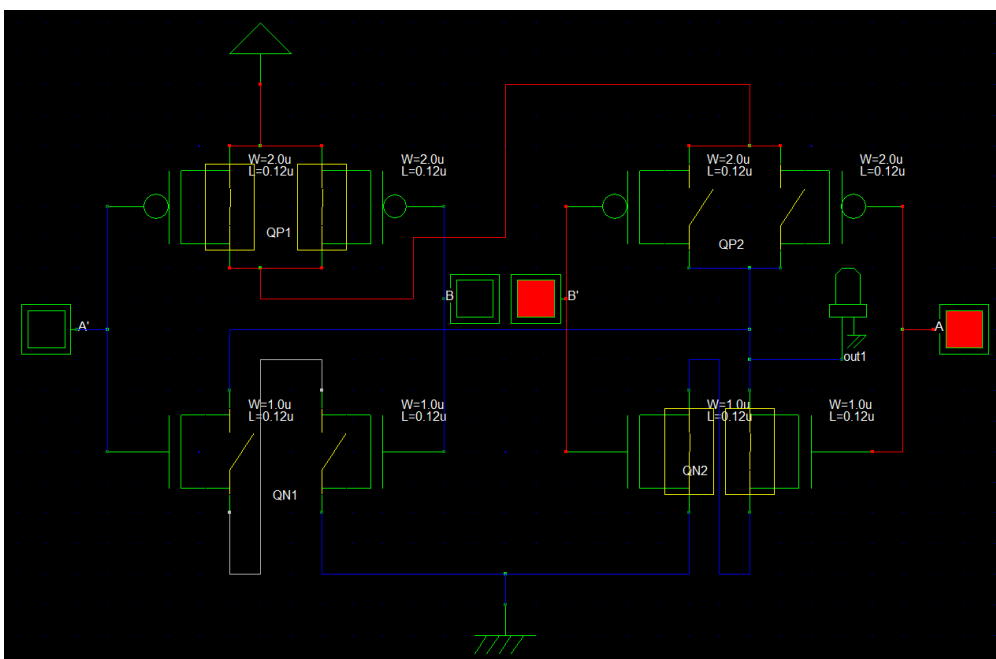 W=2.0u
L=0.12u
W=2.0u
L=0.12u
W=2.0u
L=0.12u
W=2.0u
L=0.12u
QP1
QP2
B
B'
A'
A
out1
W=1.0u
L=0.12u
W=1.0u
L=0.12u
W=1.0u
L=0.12u
W=1.0u
L=0.12u
QN2
QN1